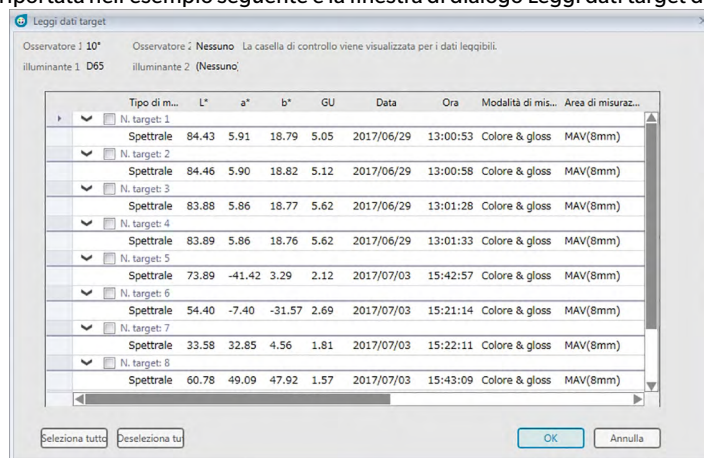 riportata nell'esempio seguente è la finestra di dialogo Leggi dati target d
Leggi dati target
Osservatore 1 10° Osservatore 2 Nessuno La casella di controllo viene visualizzata per i dati leggibili.
illuminante 1 D65 illuminante 2 (Nessuno)
Tipo di m... L* a* b* GU Data Ora Modalità di mis... Area di misuraz...
N. target: 1
Spettrale 84.43 5.91 18.79 5.05 2017/06/29 13:00:53 Colore & gloss MAV(8mm)
N. target: 2
Spettrale 84.46 5.90 18.82 5.12 2017/06/29 13:00:58 Colore & gloss MAV(8mm)
N. target: 3
Spettrale 83.88 5.86 18.77 5.62 2017/06/29 13:01:28 Colore & gloss MAV(8mm)
N. target: 4
Spettrale 83.89 5.86 18.76 5.62 2017/06/29 13:01:33 Colore & gloss MAV(8mm)
N. target: 5
Spettrale 73.89 -41.42 3.29 2.12 2017/07/03 15:42:57 Colore & gloss MAV(8mm)
N. target: 6
Spettrale 54.40 -7.40 -31.57 2.69 2017/07/03 15:21:14 Colore & gloss MAV(8mm)
N. target: 7
Spettrale 33.58 32.85 4.56 1.81 2017/07/03 15:22:11 Colore & gloss MAV(8mm)
N. target: 8
Spettrale 60.78 49.09 47.92 1.57 2017/07/03 15:43:09 Colore & gloss MAV(8mm)
Seleziona tutto Deseleziona tu OK Annulla